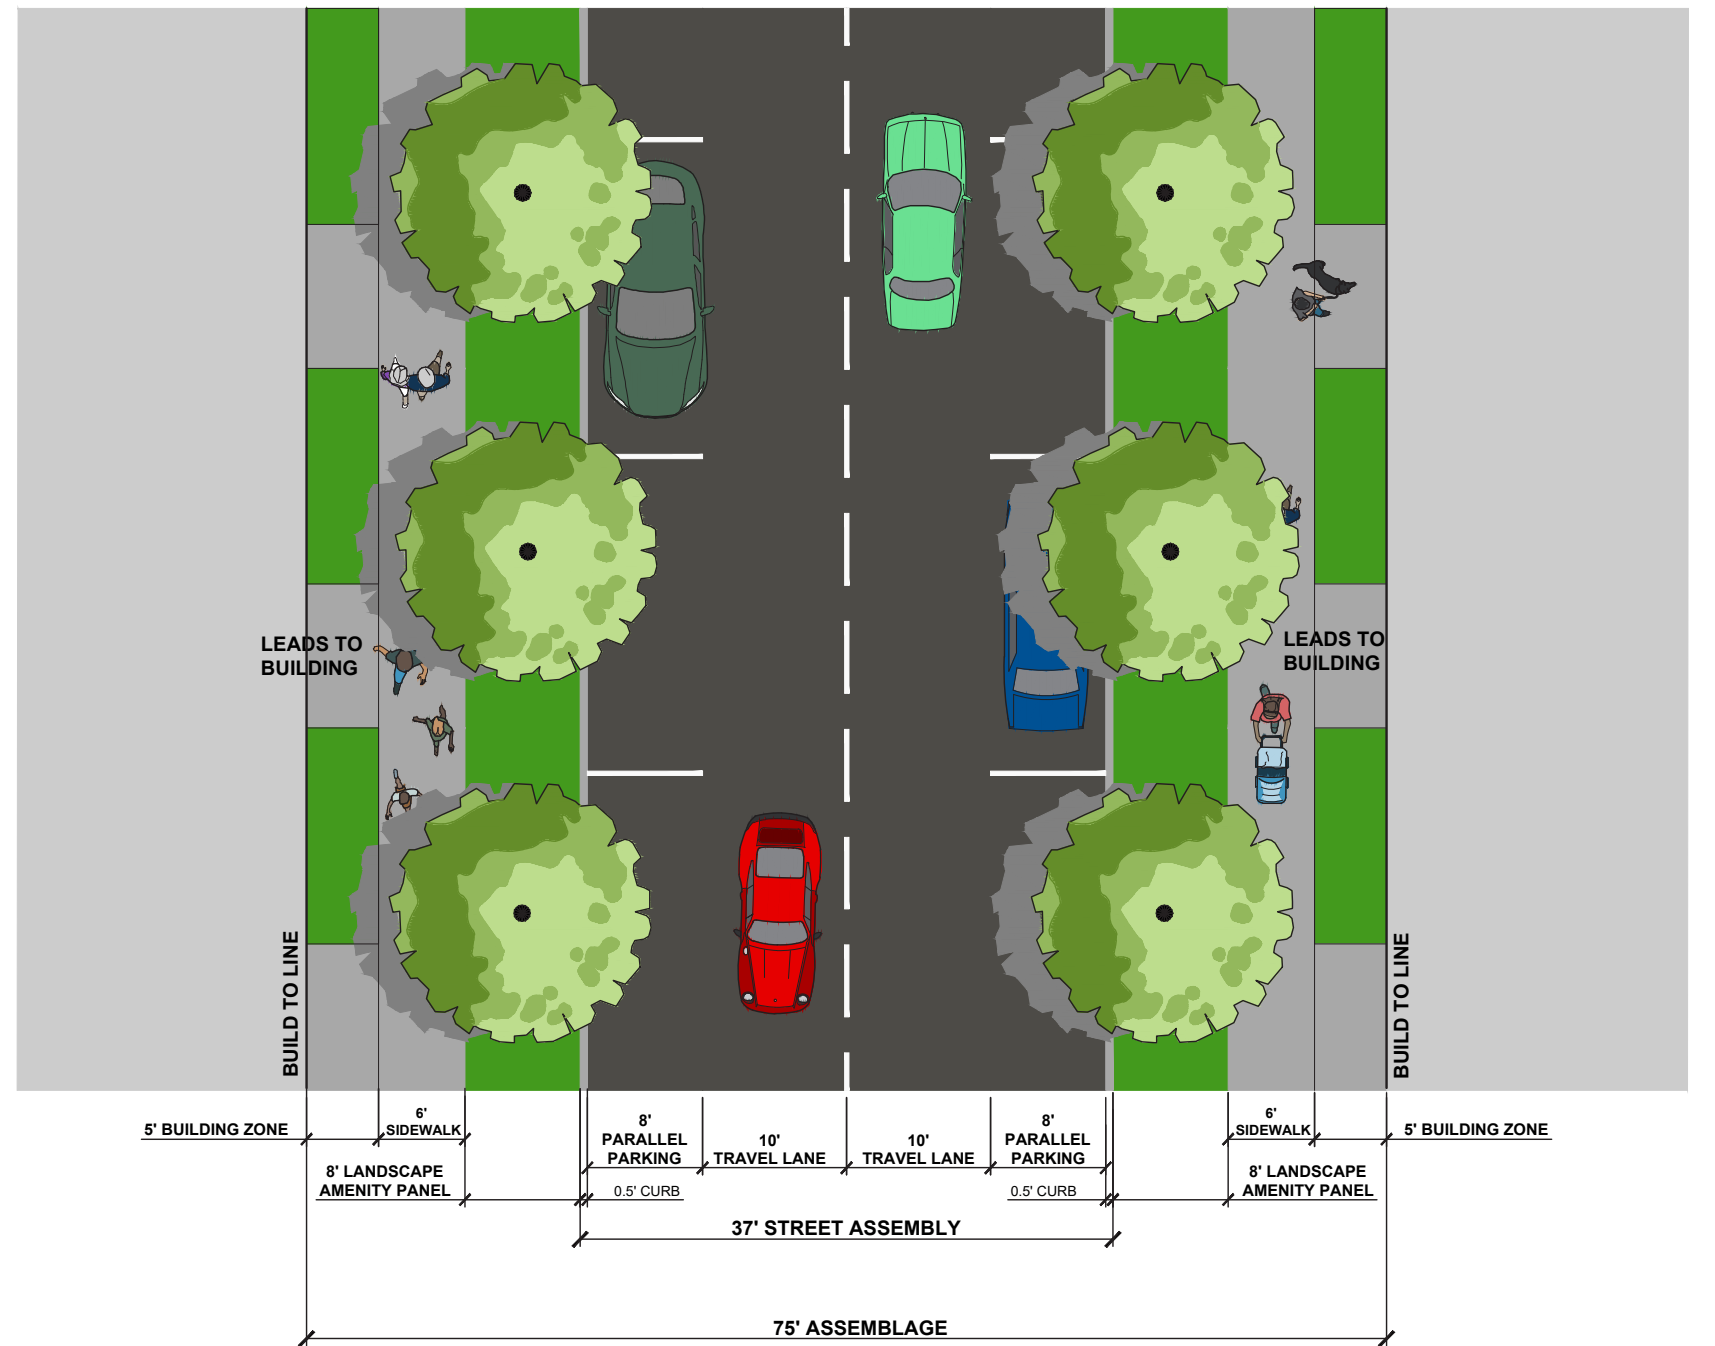 LEADS TO
BUILDING
LEADS TO
BUILDING
BUILD TO LINE
BUILD TO LINE
5' BUILDING ZONE
6'
SIDEWALK
8' LANDSCAPE
AMENITY PANEL
8'
PARALLEL
PARKING
0.5' CURB
10'
TRAVEL LANE
10'
TRAVEL LANE
8'
PARALLEL
PARKING
0.5' CURB
6'
SIDEWALK
5' BUILDING ZONE
8' LANDSCAPE
AMENITY PANEL
37' STREET ASSEMBLY
75' ASSEMBLAGE